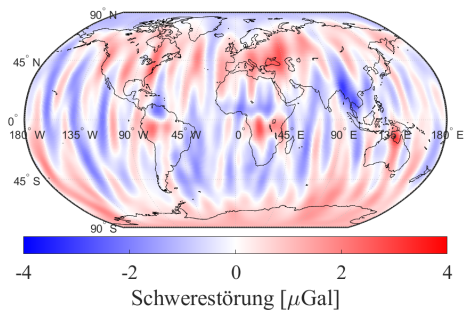 90° N
45° N
0°
180° W 135° W 90° W 45° W 0° 45° E 90° E 135° E 180° E
45° S
90° S
-4 -2 0 2 4
Schwerestörung [μGal]